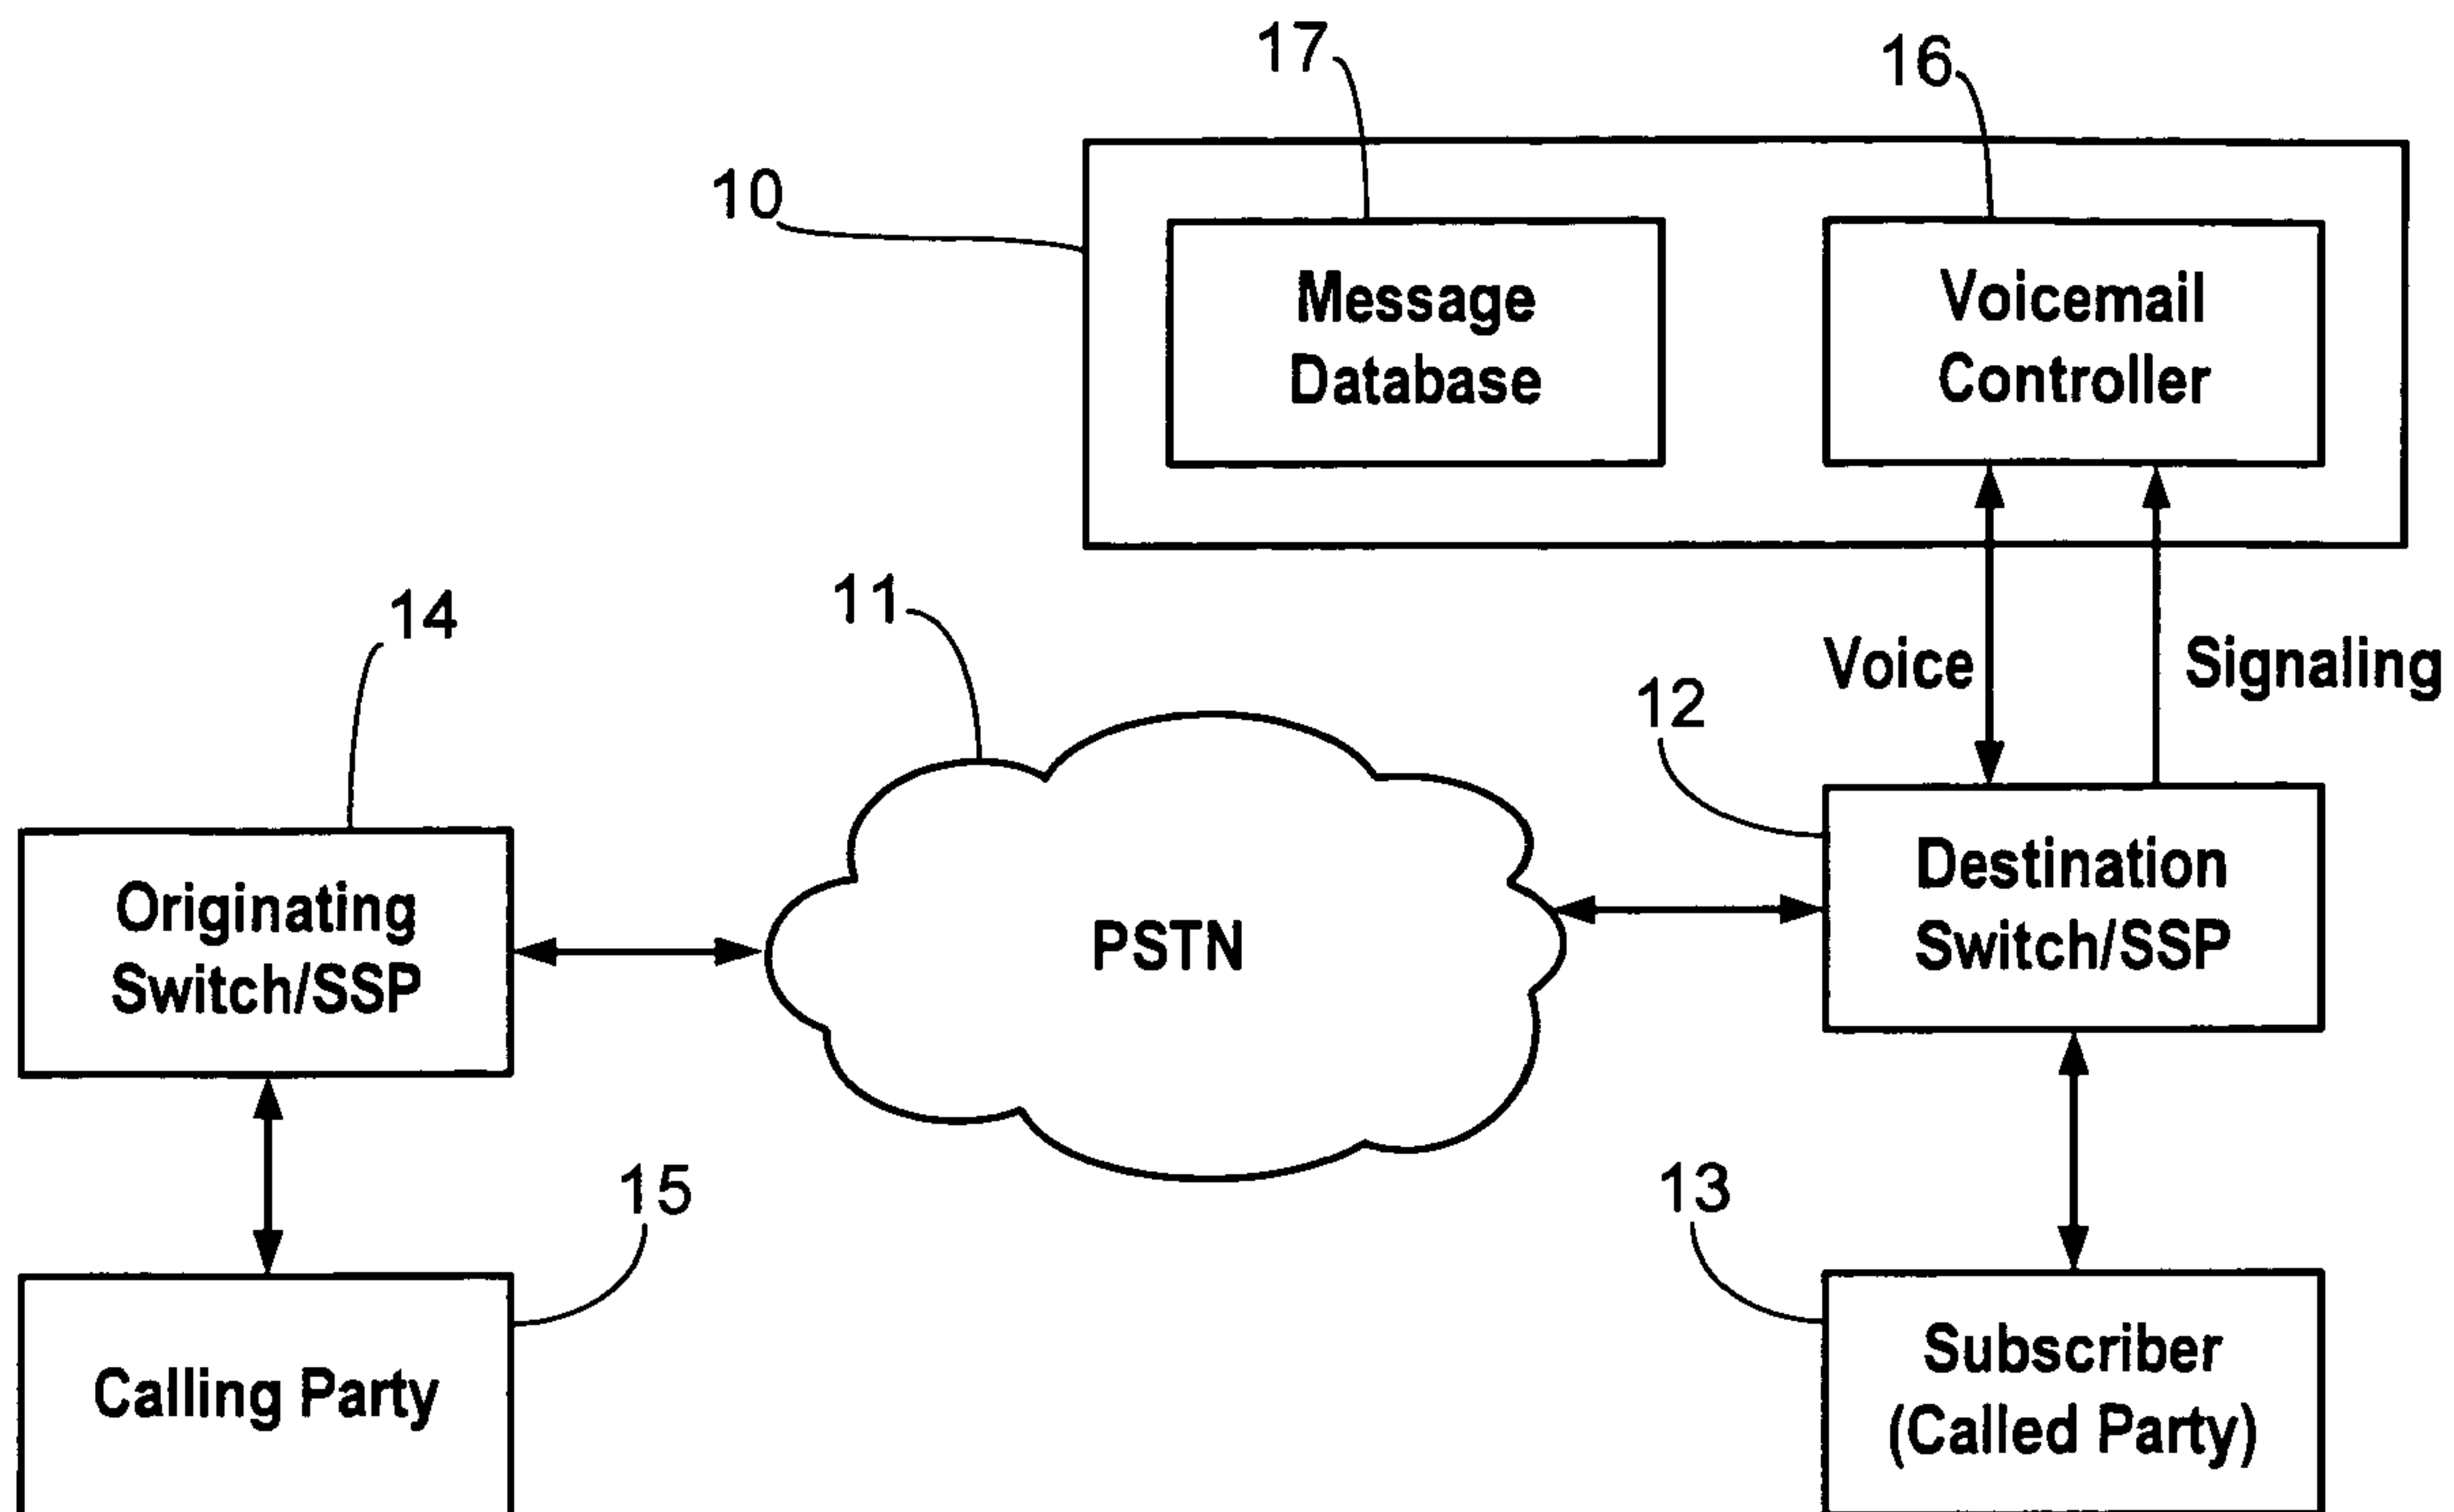 17
16
10
Message
Database
Voicemail
Controller
14
11
Voice
Signaling
12
Originating
Switch/SSP
PSTN
Destination
Switch/SSP
15
13
Calling Party
Subscriber
(Called Party)